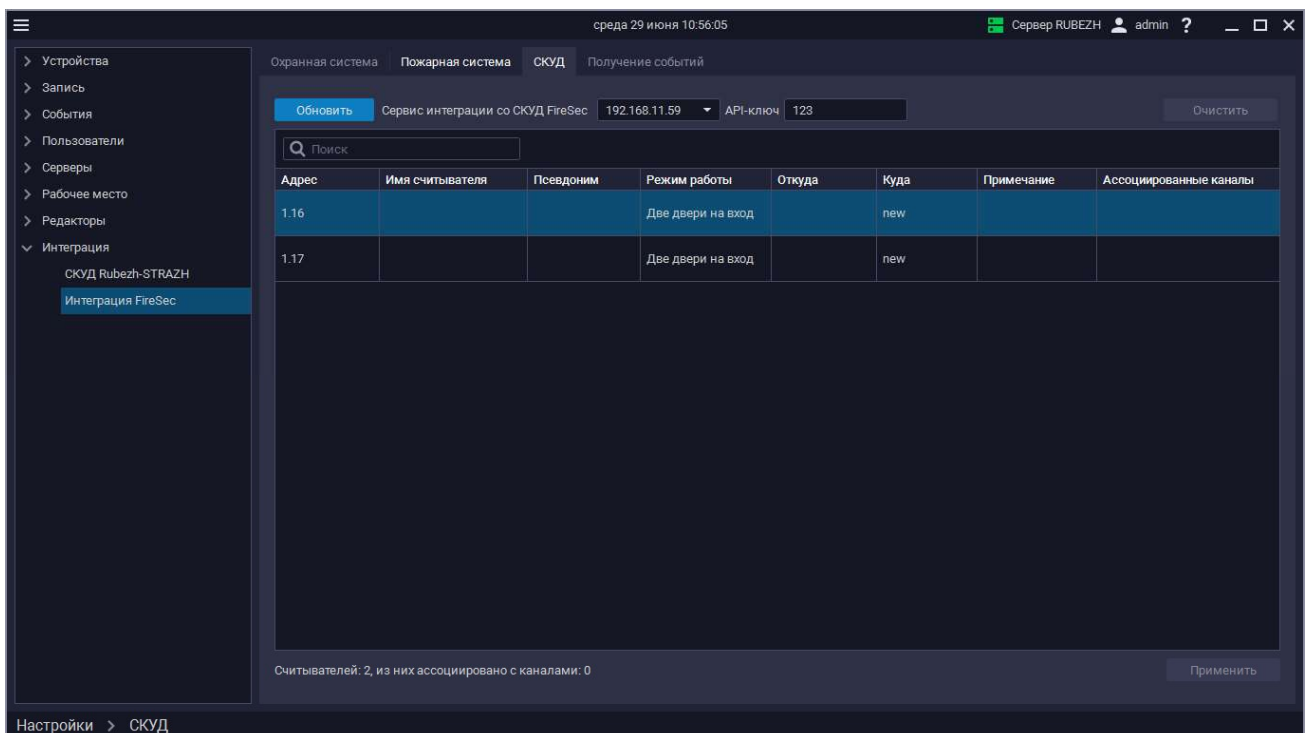 среда 29 июня 10:56:05 Сервер RUBEZH admin ?
Устройства
Запись
События
Пользователи
Серверы
Рабочее место
Редакторы
Интеграция
СКУД Rubezh-STRAZH
Интеграция FireSec
Охранная система Пожарная система СКУД Получение событий
Обновить Сервис интеграции со СКУД FireSec 192.168.11.59 API-ключ 123 Очистить
Поиск
Адрес Имя считывателя Псевдоним Режим работы Откуда Куда Примечание Ассоциированные каналы
1.16 Две двери на вход new
1.17 Две двери на вход new
Считывателей: 2, из них ассоциировано с каналами: 0 Применить
Настройки > СКУД